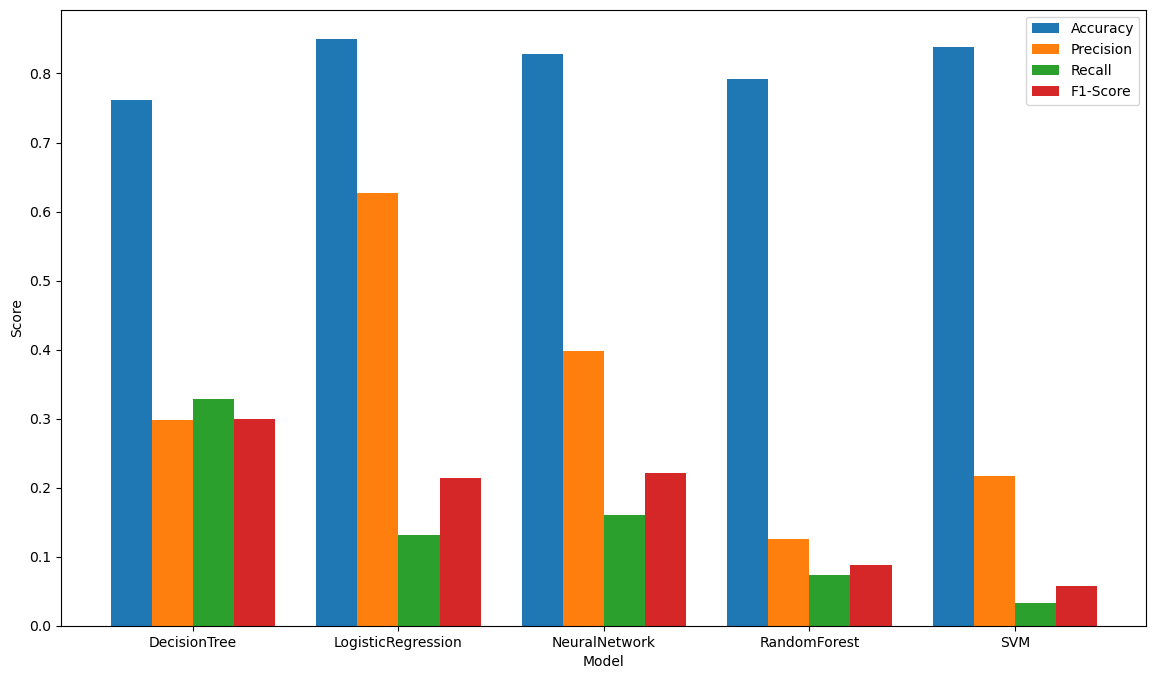 Accuracy
Precision
Recall
F1-Score
0.8
0.7
0.6
0.5
0.4
0.3
0.2
0.1
0.0
Score
DecisionTree
LogisticRegression
NeuralNetwork
RandomForest
SVM
Model